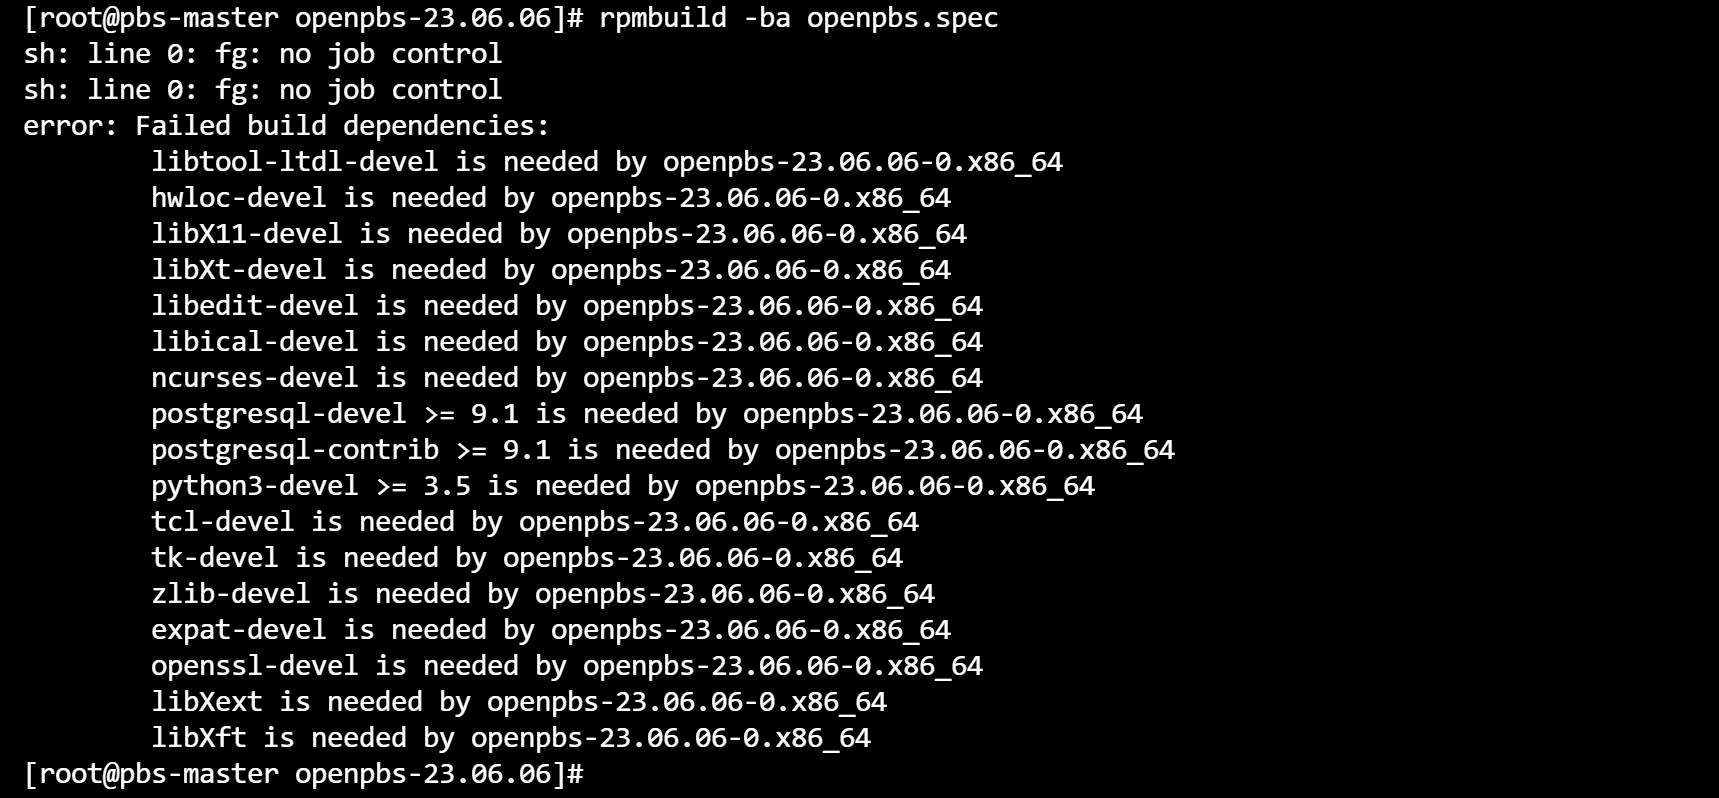 [root@pbs-master openpbs-23.06.06]# rpmbuild -ba openpbs.spec
sh: line 0: fg: no job control
sh: line 0: fg: no job control
error: Failed build dependencies:
        libtool-ltdl-devel is needed by openpbs-23.06.06-0.x86_64
        hwloc-devel is needed by openpbs-23.06.06-0.x86_64
        libX11-devel is needed by openpbs-23.06.06-0.x86_64
        libXt-devel is needed by openpbs-23.06.06-0.x86_64
        libedit-devel is needed by openpbs-23.06.06-0.x86_64
        libical-devel is needed by openpbs-23.06.06-0.x86_64
        ncurses-devel is needed by openpbs-23.06.06-0.x86_64
        postgresql-devel >= 9.1 is needed by openpbs-23.06.06-0.x86_64
        postgresql-contrib >= 9.1 is needed by openpbs-23.06.06-0.x86_64
        python3-devel >= 3.5 is needed by openpbs-23.06.06-0.x86_64
        tcl-devel is needed by openpbs-23.06.06-0.x86_64
        tk-devel is needed by openpbs-23.06.06-0.x86_64
        zlib-devel is needed by openpbs-23.06.06-0.x86_64
        expat-devel is needed by openpbs-23.06.06-0.x86_64
        openssl-devel is needed by openpbs-23.06.06-0.x86_64
        libXext is needed by openpbs-23.06.06-0.x86_64
        libXft is needed by openpbs-23.06.06-0.x86_64
[root@pbs-master openpbs-23.06.06]#